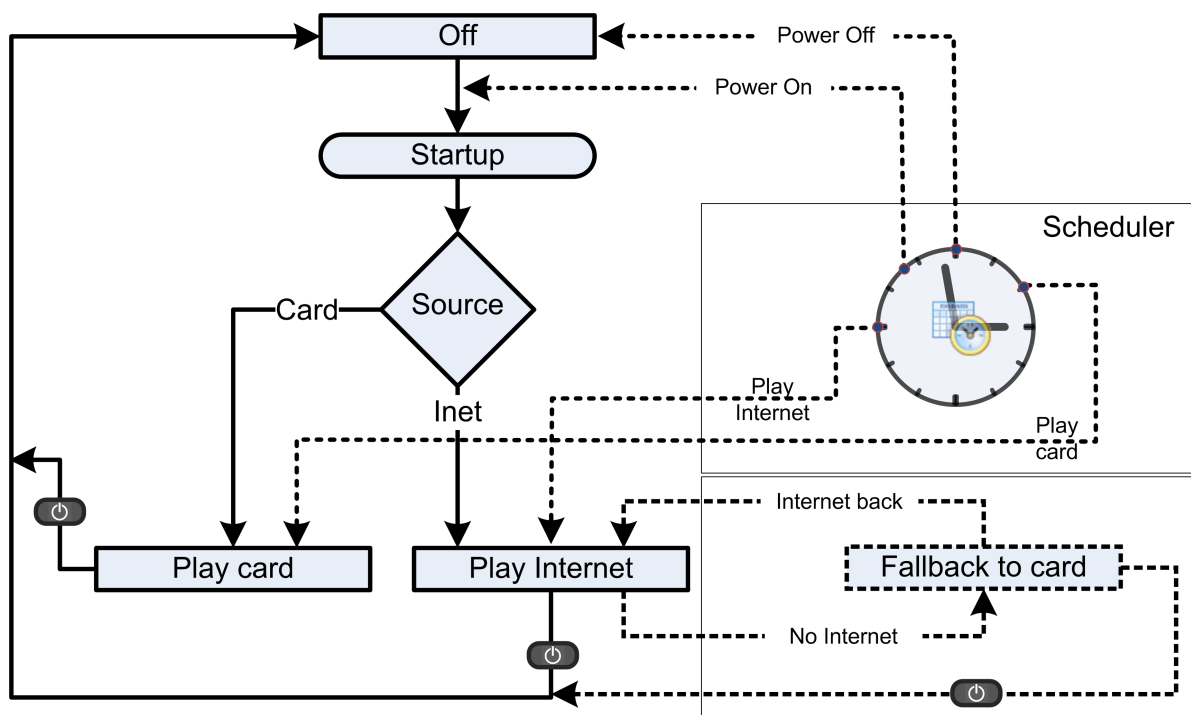 Off
Power Off
Power On
Startup
Scheduler
Source
Card
Play
Internet
Inet
Play
card
Internet back
Play card
Play Internet
Fallback to card
No Internet